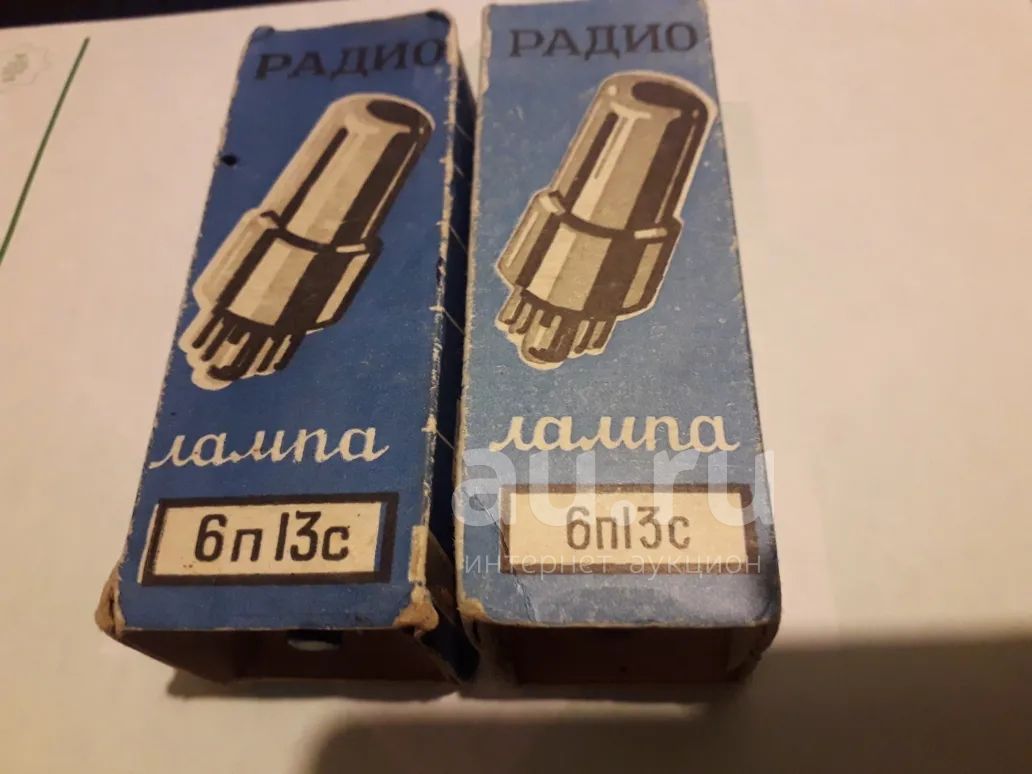 РАДИО
лампа
6п13с
РАДИО
лампа
6п13с
au.ru
интернет аукцион